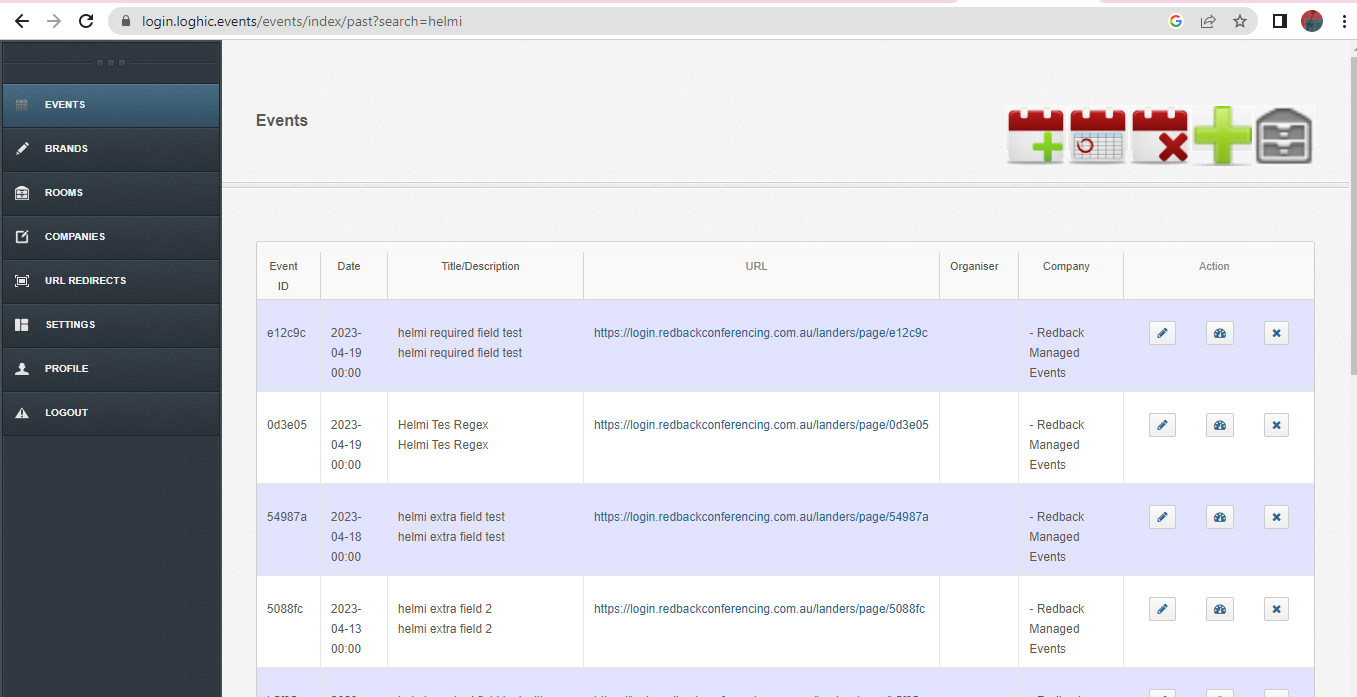 login.loghic.events/events/index/past?search=helmi
EVENTS
BRANDS
ROOMS
COMPANIES
URL REDIRECTS
SETTINGS
PROFILE
LOGOUT
Events
Event ID Date Title/Description URL Organiser Company Action
e12c9c 2023-04-19 00:00 helmi required field test https://login.redbackconferencing.com.au/landers/page/e12c9c - Redback Managed Events
helmi required field test
0d3e05 2023-04-19 00:00 Helmi Tes Regex https://login.redbackconferencing.com.au/landers/page/0d3e05 - Redback Managed Events
Helmi Tes Regex
54987a 2023-04-18 00:00 helmi extra field test https://login.redbackconferencing.com.au/landers/page/54987a - Redback Managed Events
helmi extra field test
5088fc 2023-04-13 00:00 helmi extra field 2 https://login.redbackconferencing.com.au/landers/page/5088fc - Redback Managed Events
helmi extra field 2